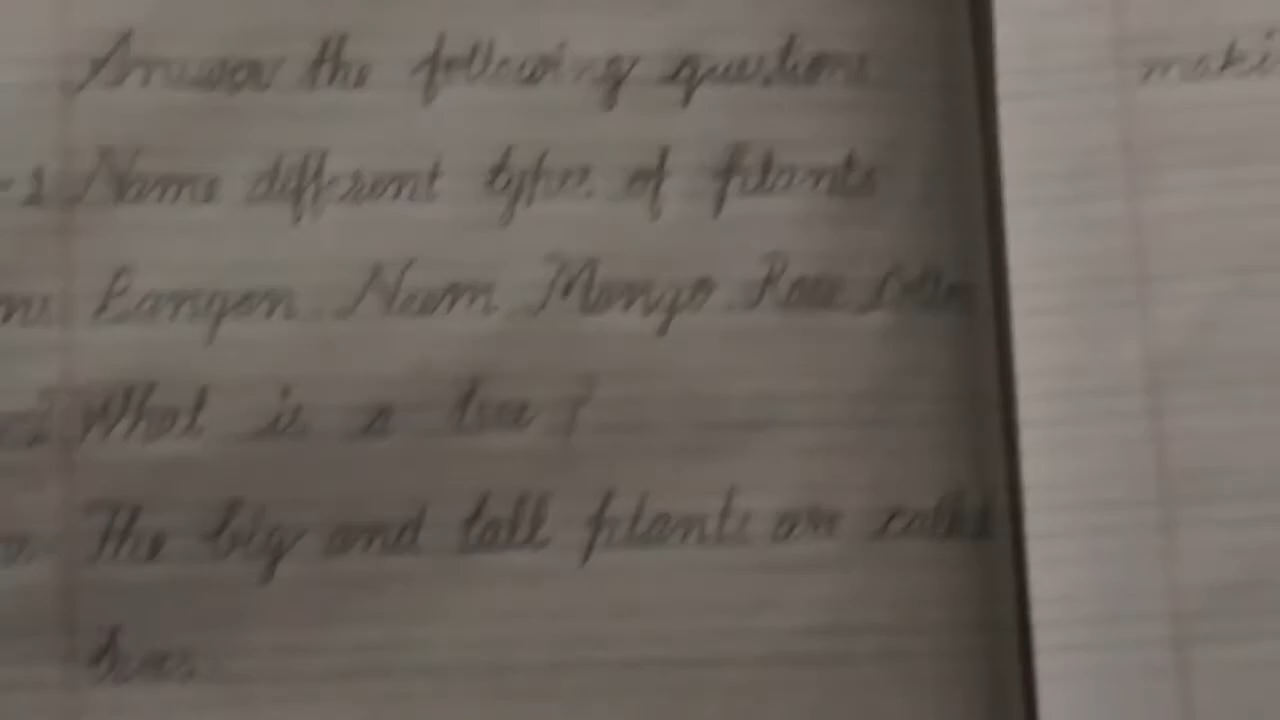 Answer the following questions
Name different types of plants
Neem Mango Rose
What is a tree?
The big and tall plants are called
trees
maki